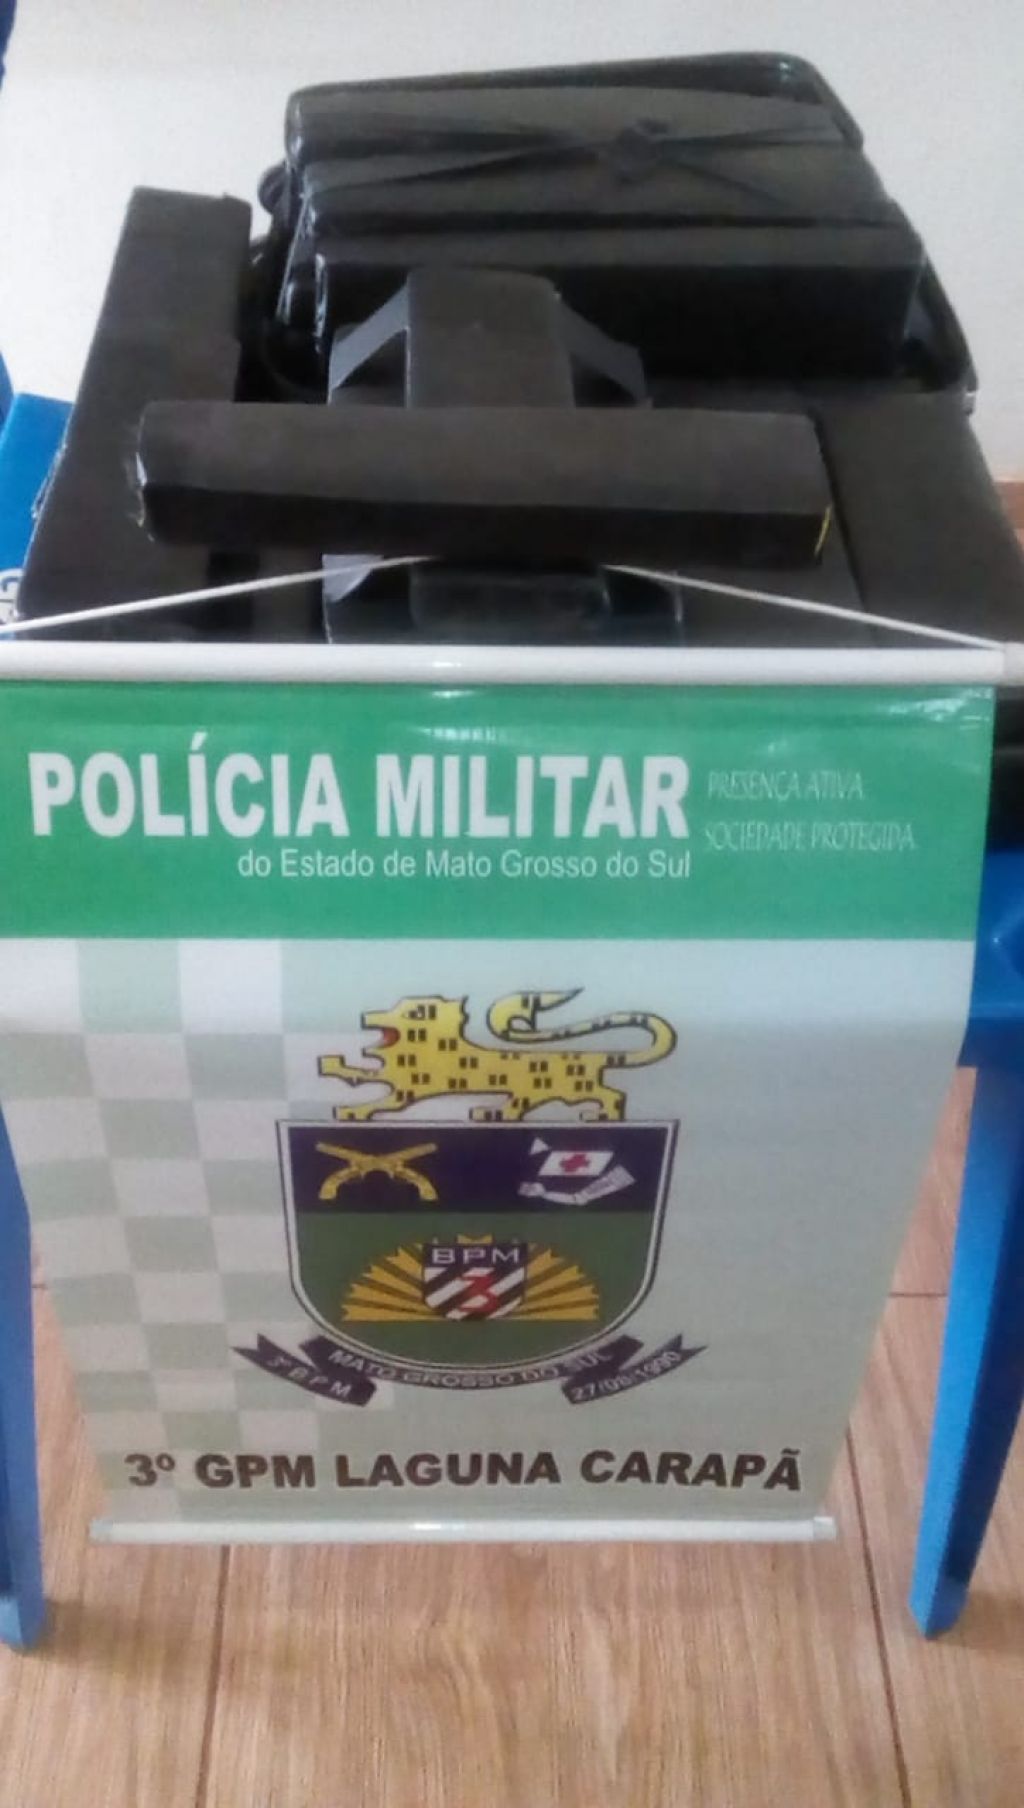 POLÍCIA MILITAR
do Estado de Mato Grosso do Sul
PRESENÇA ATIVA
SOCIEDADE PROTEGIDA
BPM
3
3º BPM
MATO GROSSO DO SUL
27/08/1990
3º GPM LAGUNA CARAPÃ